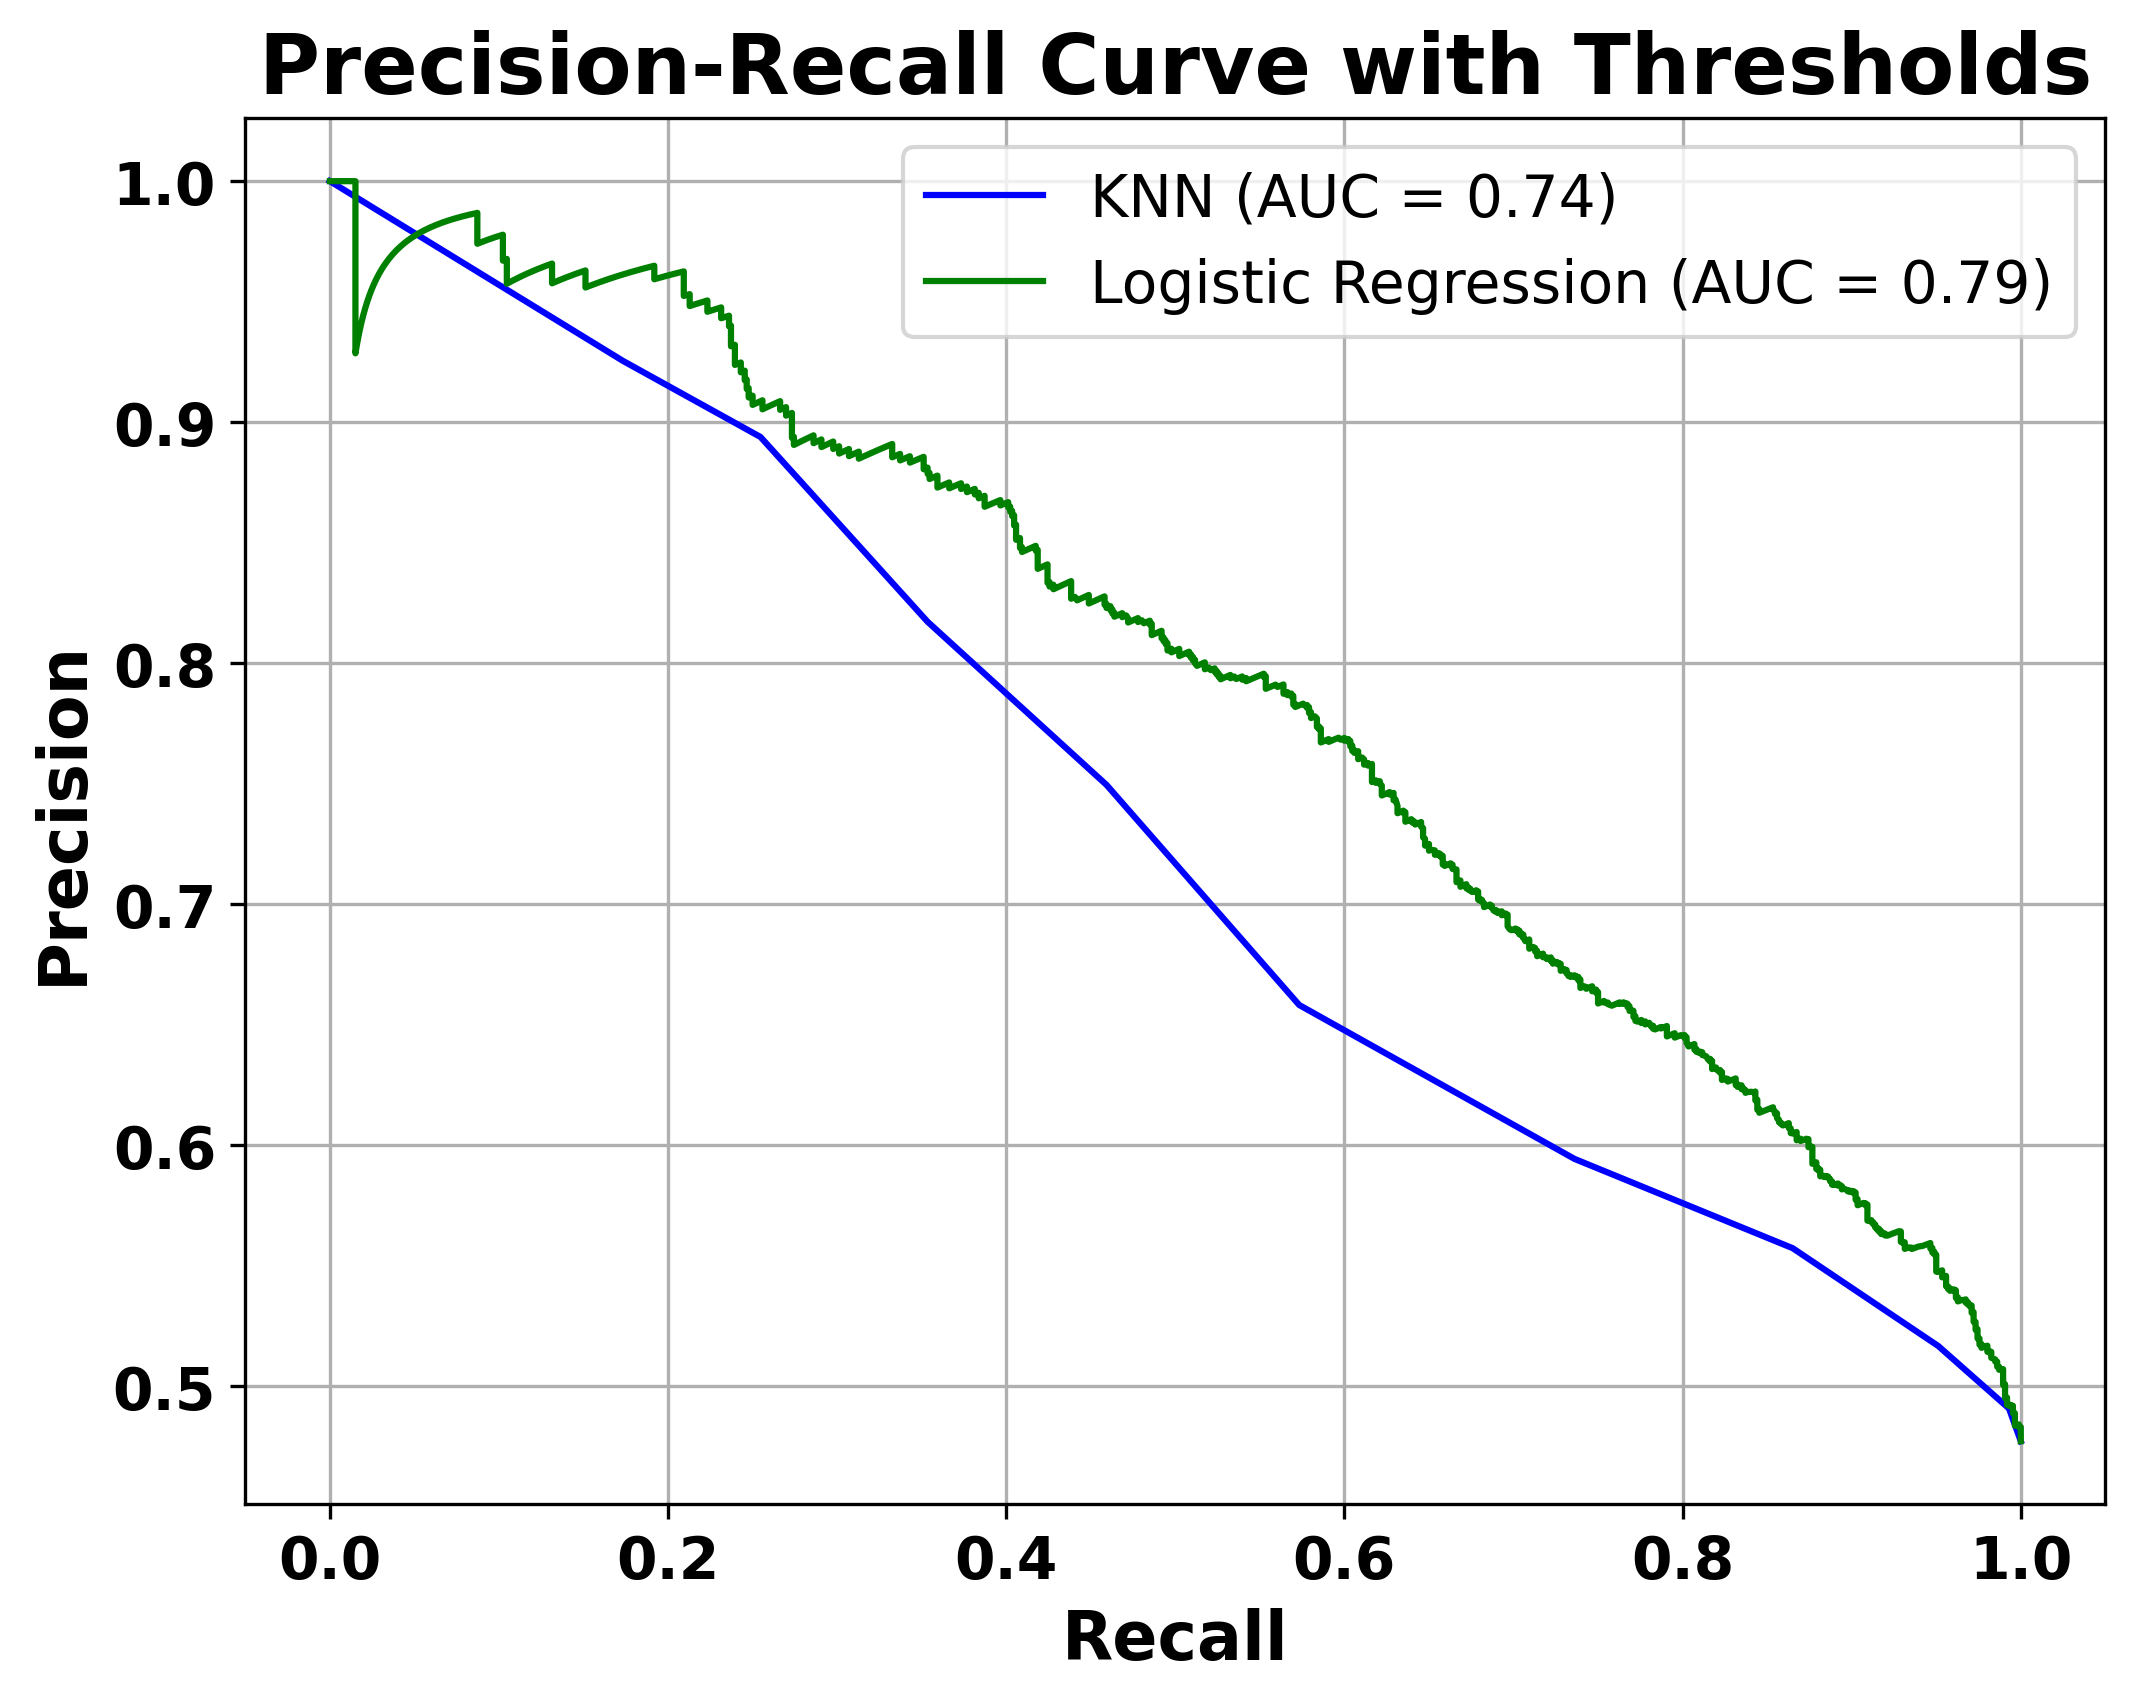 Precision-Recall Curve with Thresholds
KNN (AUC = 0.74)
Logistic Regression (AUC = 0.79)
Precision
1.0
0.9
0.8
0.7
0.6
0.5
0.0 0.2 0.4 0.6 0.8 1.0
Recall